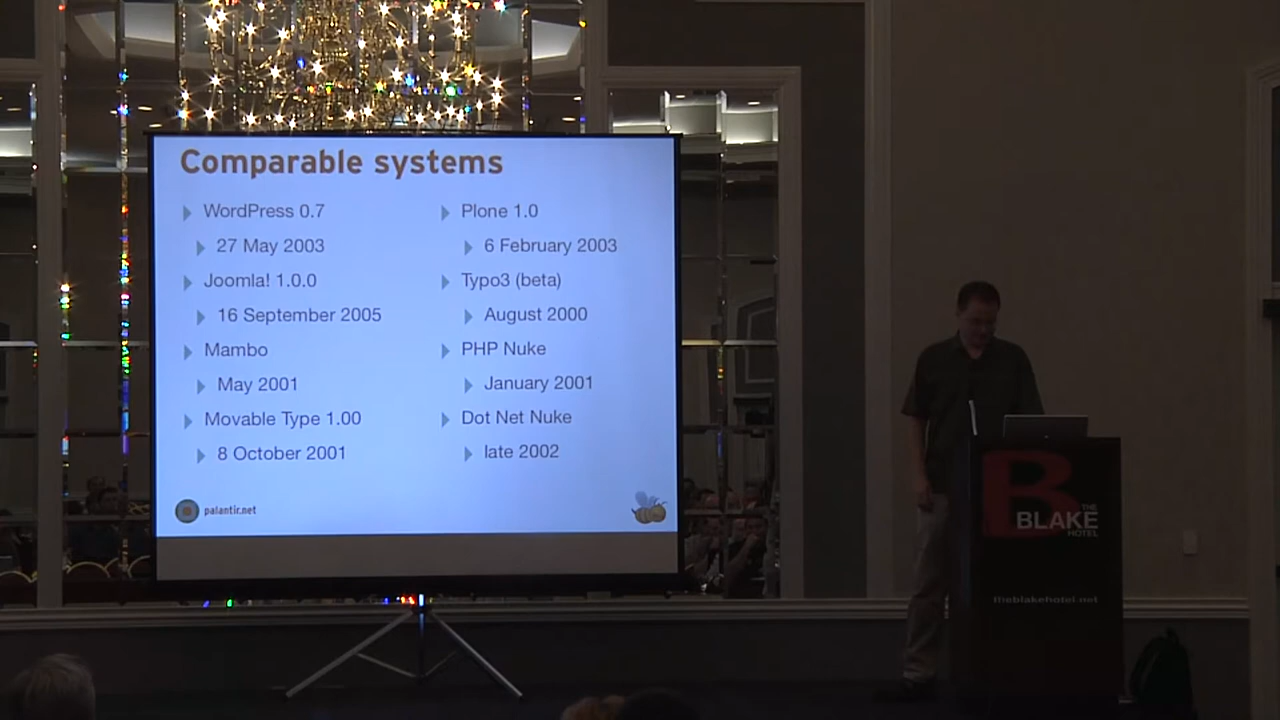 Comparable systems
WordPress 0.7
27 May 2003
Joomla! 1.0.0
16 September 2005
Mambo
May 2001
Movable Type 1.00
8 October 2001
Plone 1.0
6 February 2003
Typo3 (beta)
August 2000
PHP Nuke
January 2001
Dot Net Nuke
late 2002
palantir.net
B
THE
BLAKE
HOTEL
theblakehotel.net